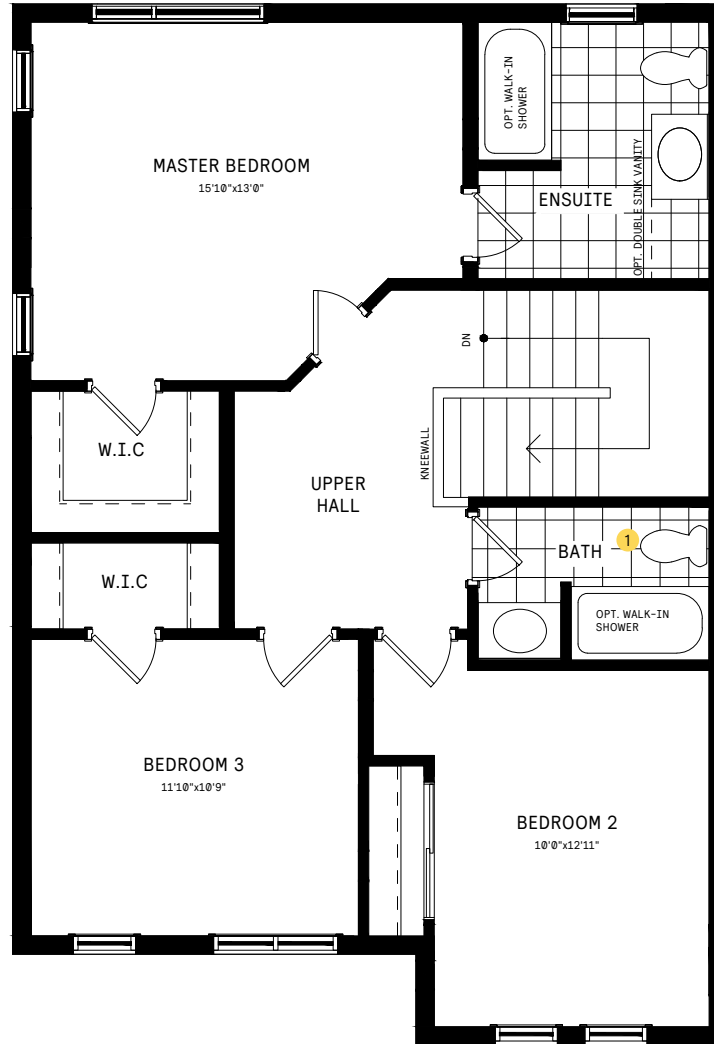 OPT. WALK-IN
SHOWER
MASTER BEDROOM
15'10"x13'0"
ENSUITE
OPT. DOUBLE SINK VANITY
DN
KNEEWALL
W.I.C
UPPER
HALL
BATH
1
W.I.C
OPT. WALK-IN
SHOWER
BEDROOM 3
11'10"x10'9"
BEDROOM 2
10'0"x12'11"